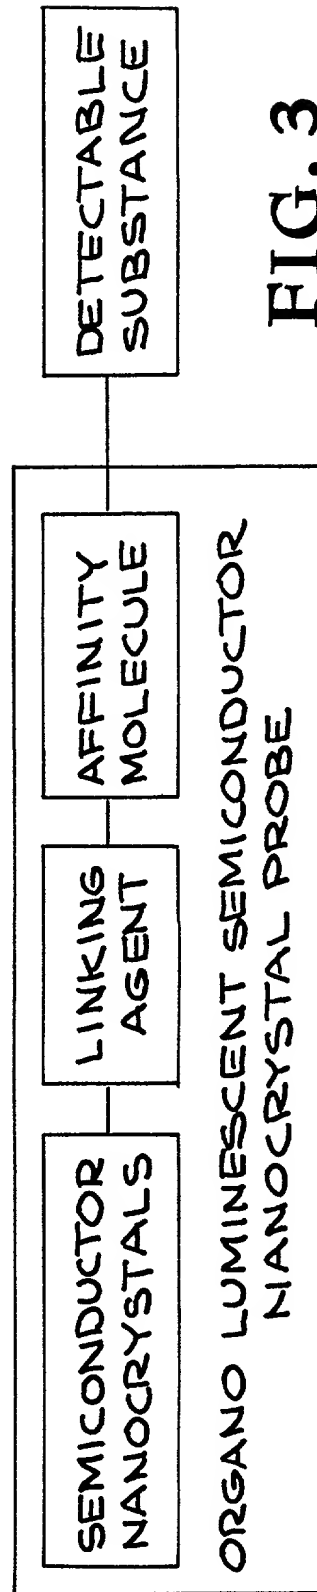 SEMICONDUCTOR
NANOCRYSTALS
LINKING
AGENT
AFFINITY
MOLECULE
DETECTABLE
SUBSTANCE
ORGANO LUMINESCENT SEMICONDUCTOR
NANOCRYSTAL PROBE
FIG. 3